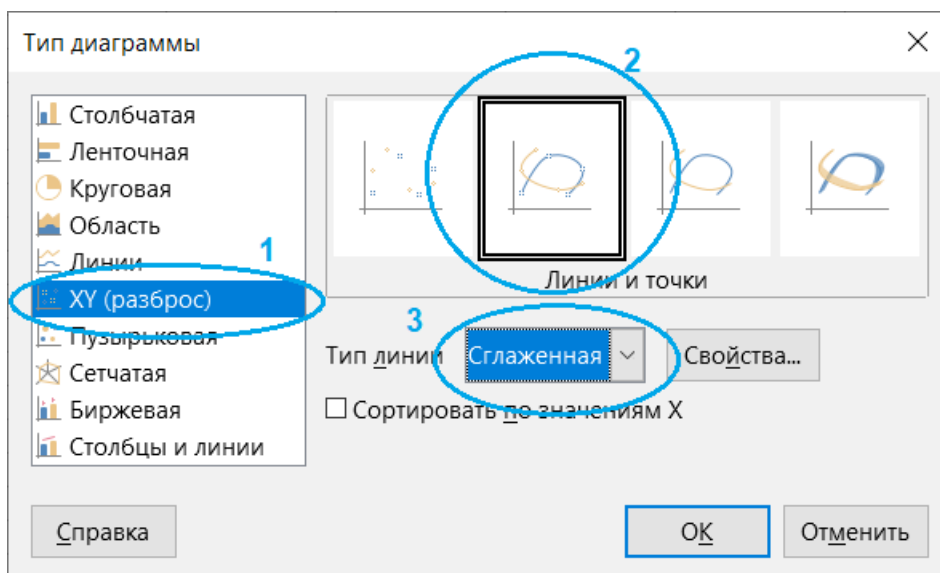 Тип диаграммы
2
Столбчатая
Ленточная
Круговая
Область
1
Линии
XY (разброс)
Пузырьковая
Сетчатая
Биржевая
Столбцы и линии
Линии и точки
3
Тип линии Сглаженная Свойства...
Сортировать по значениям X
Справка
OK
Отменить